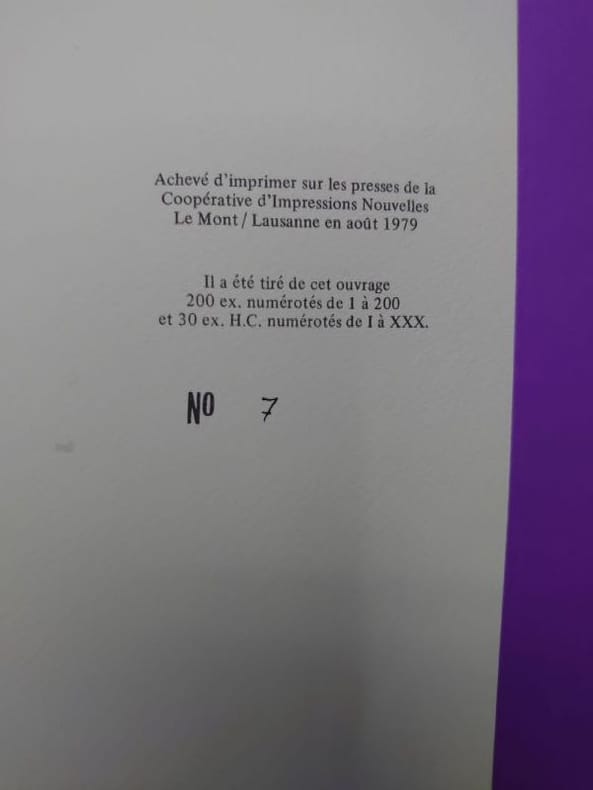 Achevé d'imprimer sur les presses de la
Coopérative d'Impressions Nouvelles
Le Mont / Lausanne en août 1979
Il a été tiré de cet ouvrage
200 ex. numérotés de 1 à 200
et 30 ex. H.C. numérotés de I à XXX.
NO 7